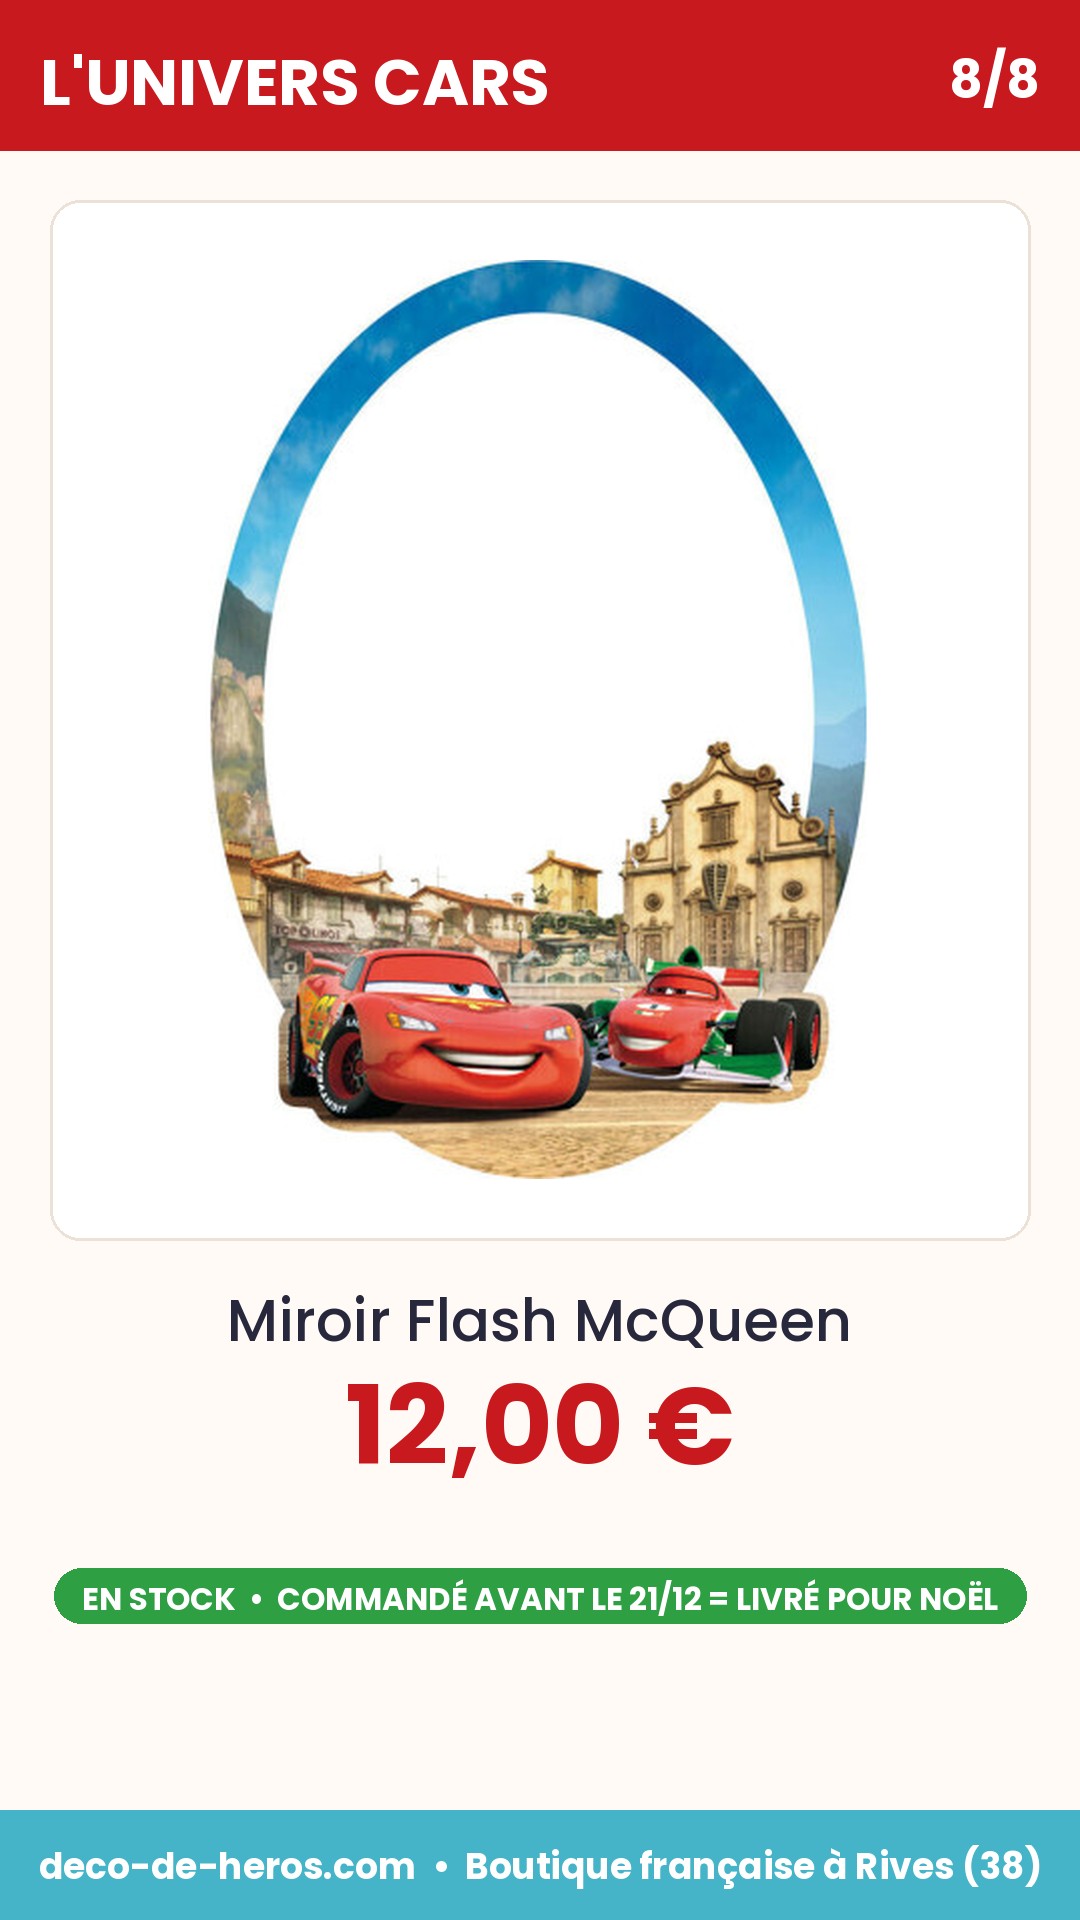 L'UNIVERS CARS
8/8
TOPOLINOS
Miroir Flash McQueen
12,00 €
EN STOCK • COMMANDÉ AVANT LE 21/12 = LIVRÉ POUR NOËL
deco-de-heros.com • Boutique française à Rives (38)